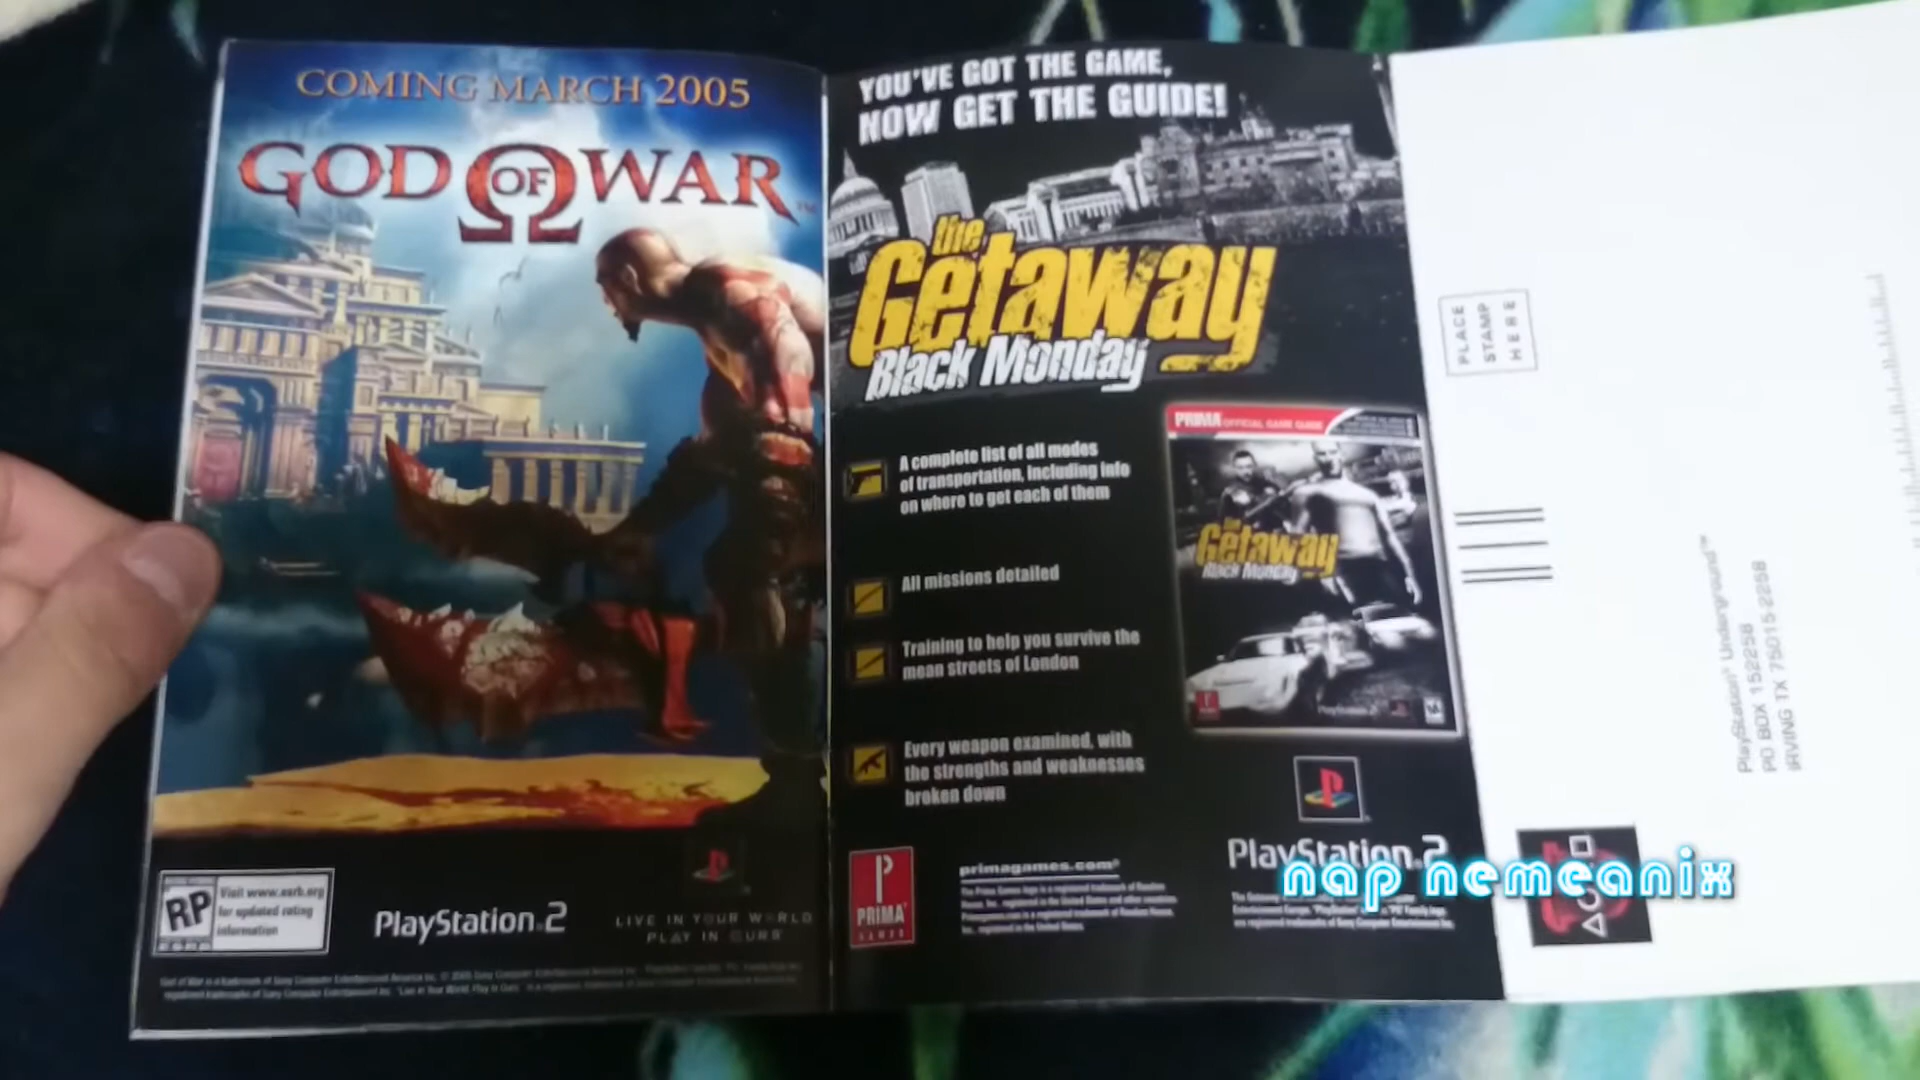 COMING MARCH 2005
GOD OF WAR™
RP
Visit www.esrb.org
for updated rating
information
PlayStation 2
LIVE IN YOUR WORLD
PLAY IN OURS
YOU'VE GOT THE GAME,
NOW GET THE GUIDE!
the
Getaway
Black Monday
A complete list of all modes
of transportation, including info
on where to get each of them
All missions detailed
Training to help you survive the
mean streets of London
Every weapon examined, with
the strengths and weaknesses
broken down
PRIMA OFFICIAL GAME GUIDE
the
Getaway
Black Monday
PlayStation 2
PRIMA
GAMES
primagames.com®
PlayStation 2
nap nemeanix
PLACE
STAMP
HERE
PlayStation® Underground™
PO BOX 152258
IRVING TX 75015-2258